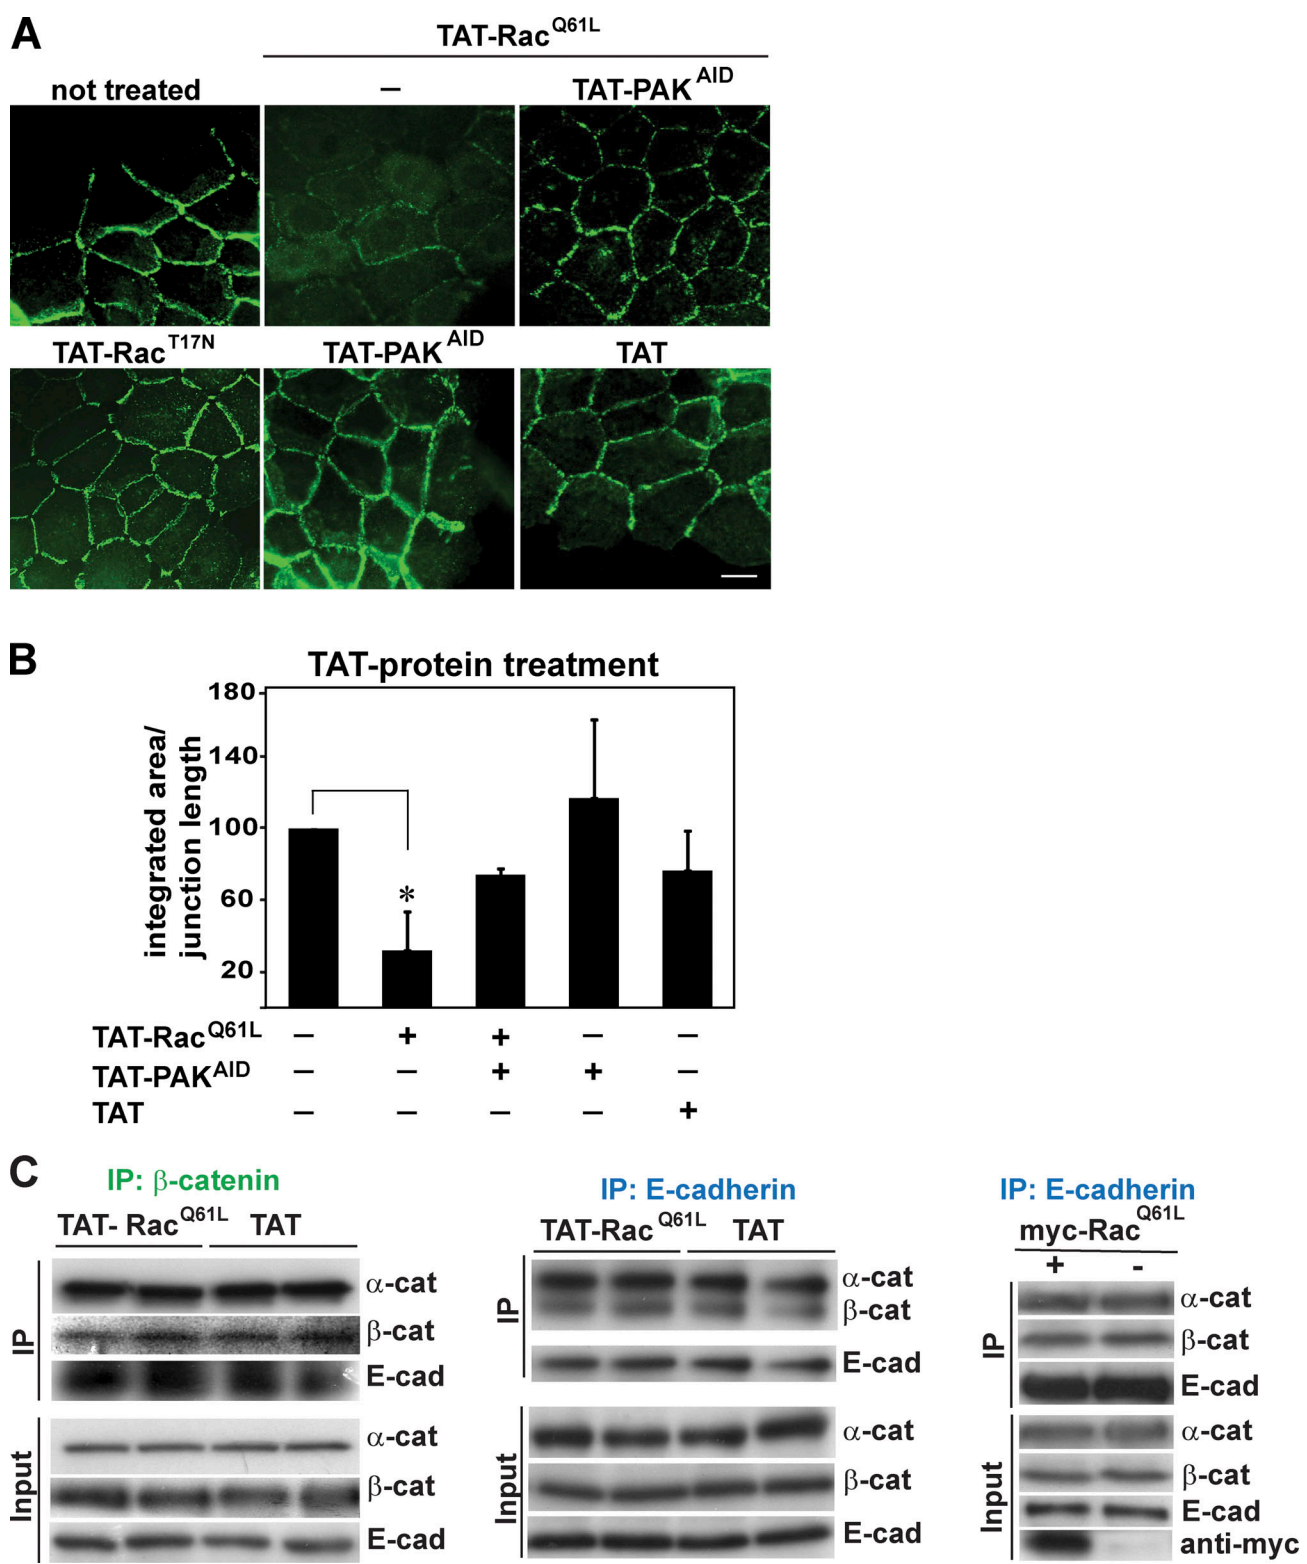 A
TAT-Rac^Q61L
not treated – TAT-PAK^AID
TAT-Rac^T17N TAT-PAK^AID TAT
B
TAT-protein treatment
integrated area/
junction length
180
140
100
60
20
*
TAT-Rac^Q61L – + + – –
TAT-PAK^AID – – + + –
TAT – – – – +
C
IP: β-catenin
TAT- Rac^Q61L TAT
IP
α-cat
β-cat
E-cad
Input
α-cat
β-cat
E-cad
IP: E-cadherin
TAT-Rac^Q61L TAT
IP
α-cat
β-cat
E-cad
Input
α-cat
β-cat
E-cad
IP: E-cadherin
myc-Rac^Q61L
+ -
IP
α-cat
β-cat
E-cad
Input
α-cat
β-cat
E-cad
anti-myc